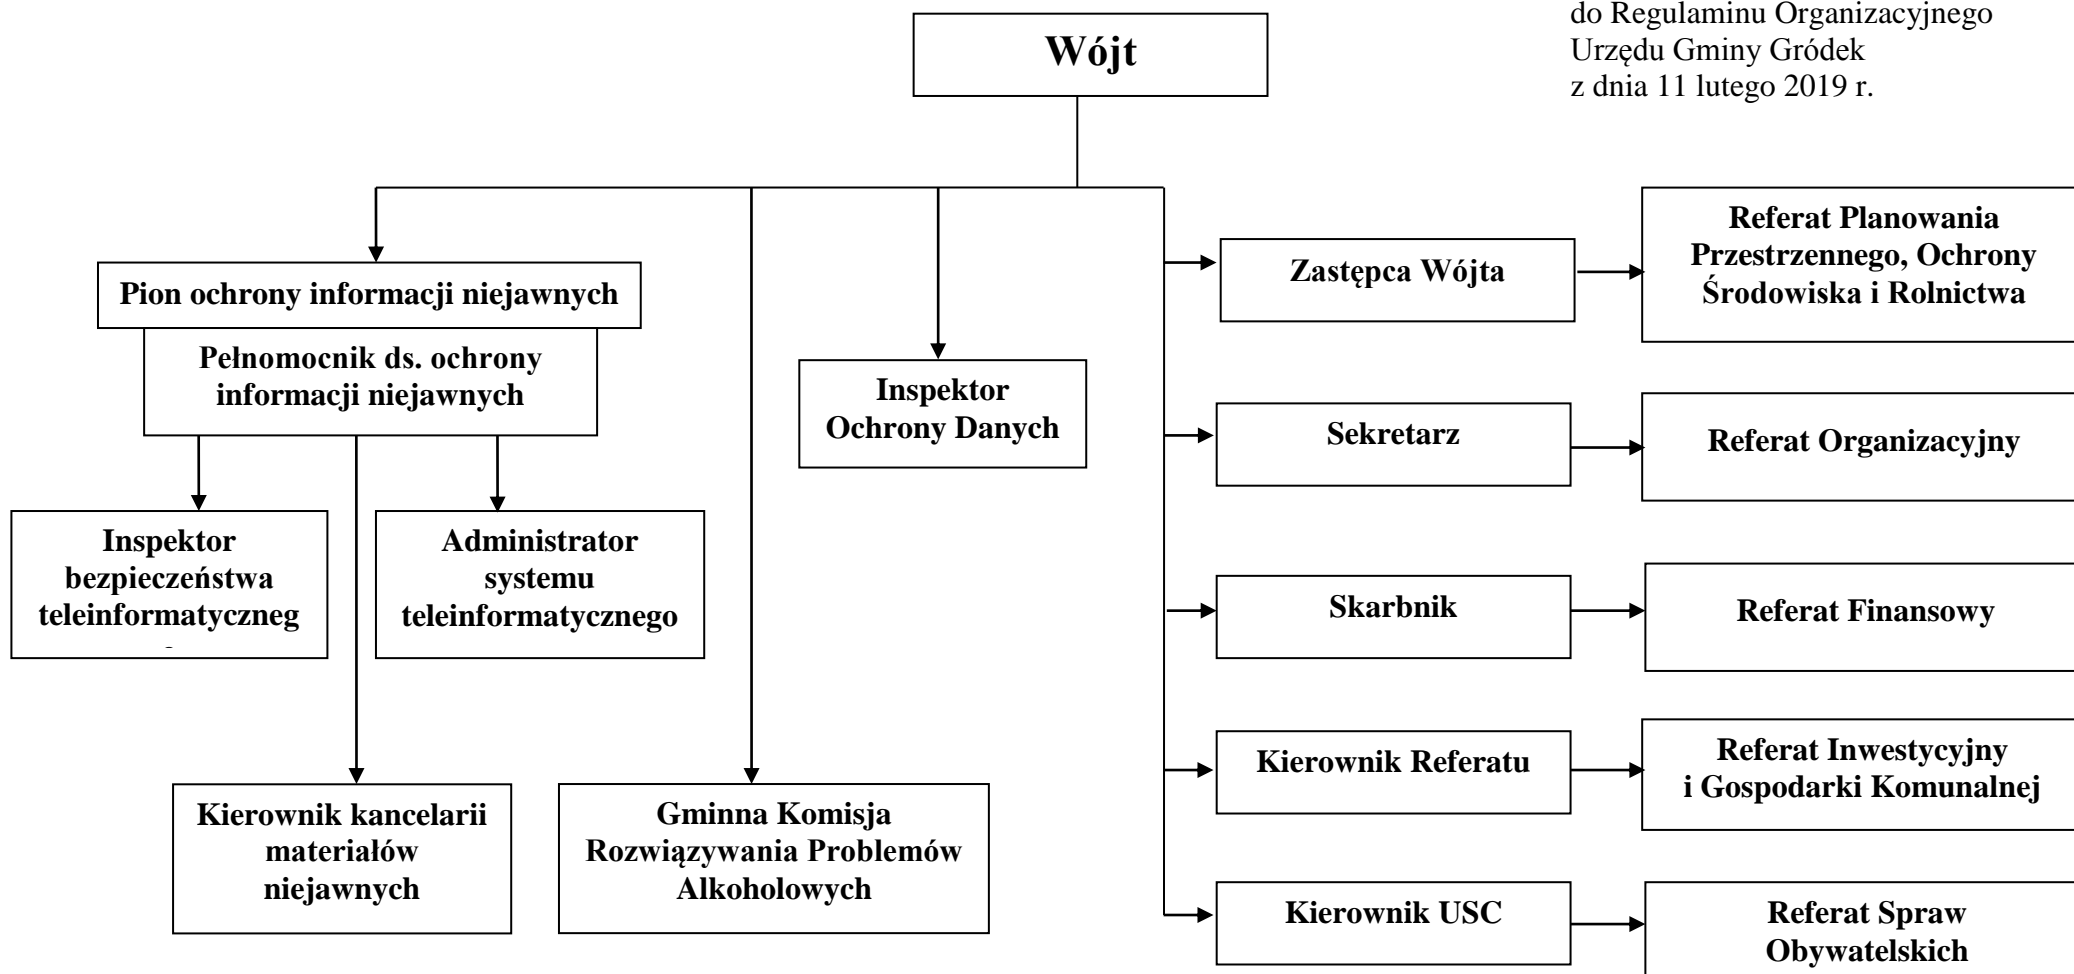 do Regulaminu Organizacyjnego
Urzędu Gminy Gródek
z dnia 11 lutego 2019 r.
Wójt
Pion ochrony informacji niejawnych
Pełnomocnik ds. ochrony
informacji niejawnych
Inspektor
bezpieczeństwa
teleinformatyczneg
Administrator
systemu
teleinformatycznego
Kierownik kancelarii
materiałów
niejawnych
Gminna Komisja
Rozwiązywania Problemów
Alkoholowych
Inspektor
Ochrony Danych
Zastępca Wójta
Referat Planowania
Przestrzennego, Ochrony
Środowiska i Rolnictwa
Sekretarz
Referat Organizacyjny
Skarbnik
Referat Finansowy
Kierownik Referatu
Referat Inwestycyjny
i Gospodarki Komunalnej
Kierownik USC
Referat Spraw
Obywatelskich